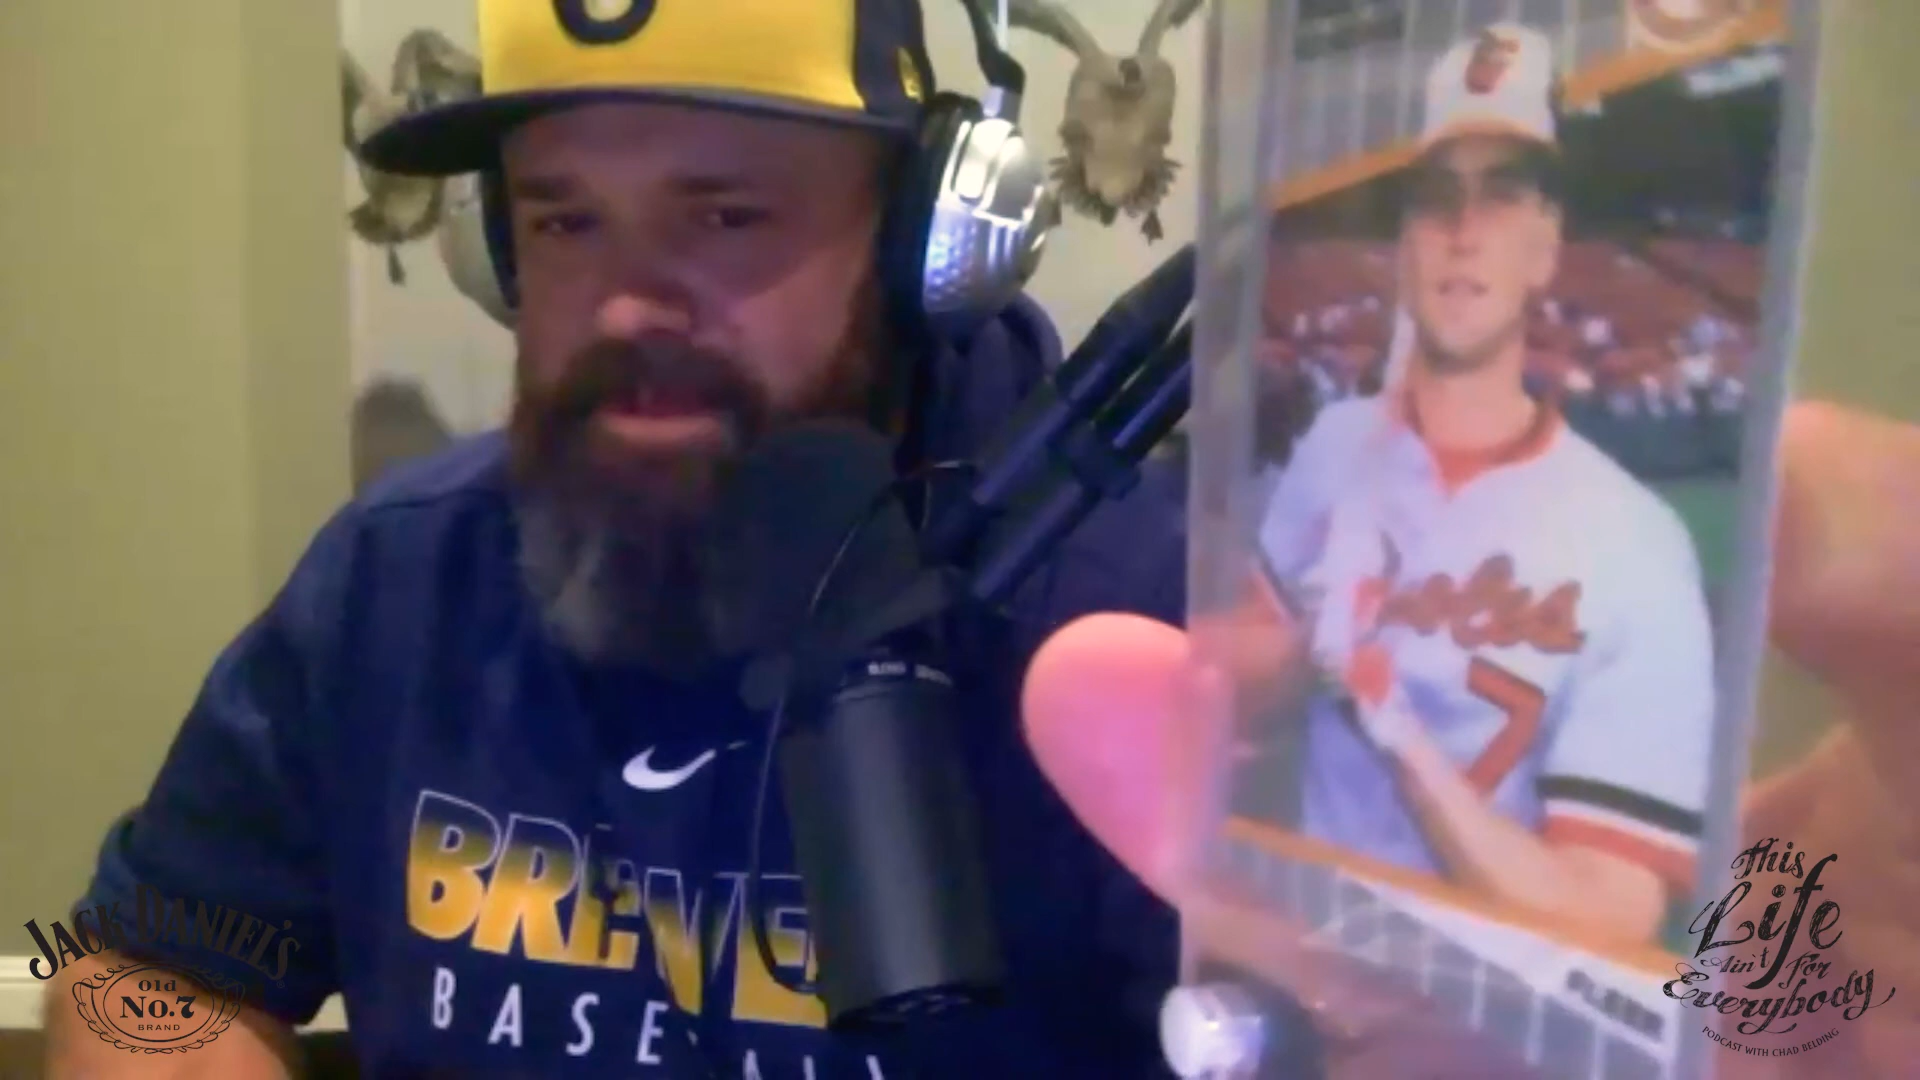 BREWE
BASE
Orioles
7
FLEER
JACK DANIEL'S
Old
No.7
BRAND
This
Life
Ain't For
Everybody
PODCAST WITH CHAD BELDING